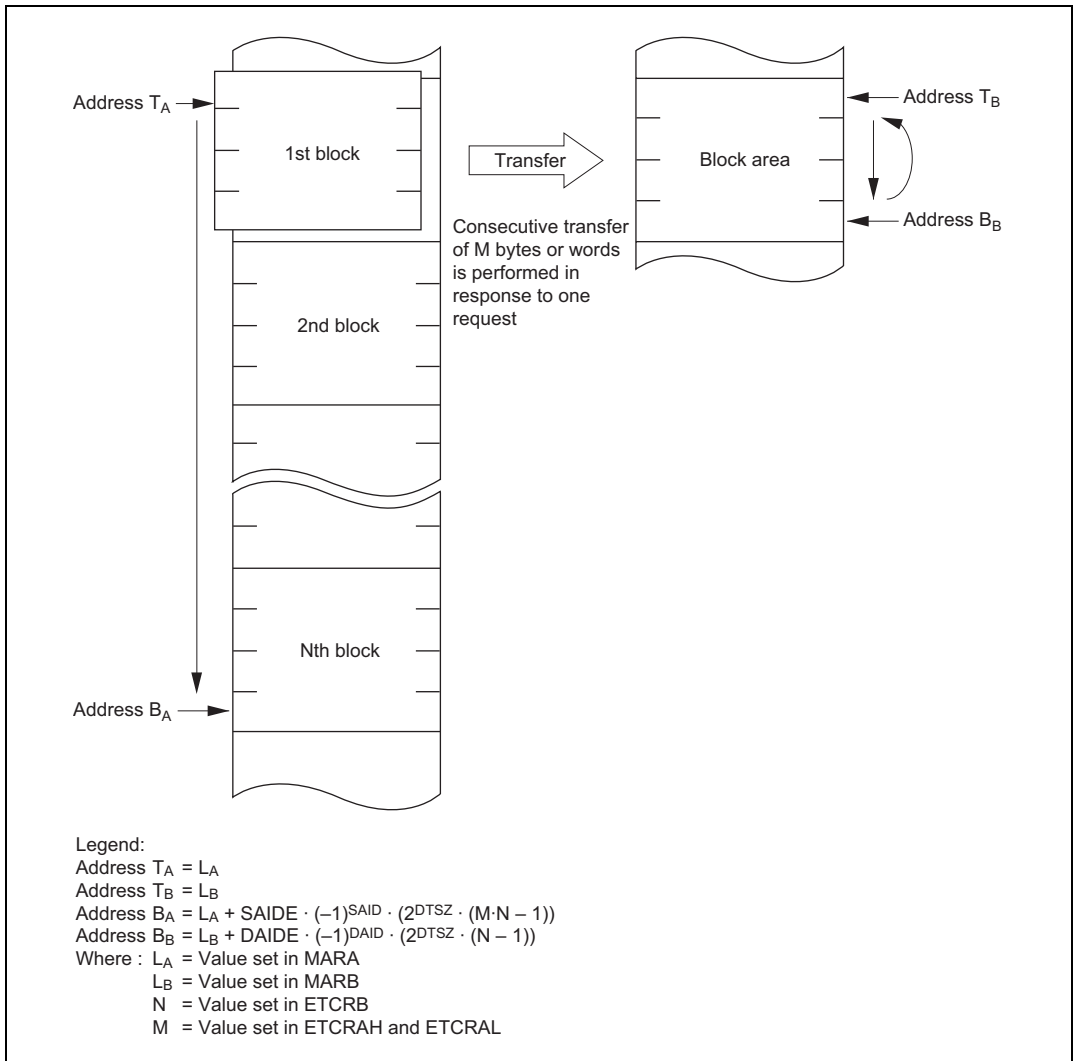 Address TA
1st block
Transfer
Block area
Address TB
Address BB
Consecutive transfer
of M bytes or words
is performed in
response to one
request
2nd block
Nth block
Address BA
Legend:
Address TA = LA
Address TB = LB
Address BA = LA + SAIDE · (–1)SAID · (2DTSZ · (M·N – 1))
Address BB = LB + DAIDE · (–1)DAID · (2DTSZ · (N – 1))
Where : LA = Value set in MARA
LB = Value set in MARB
N = Value set in ETCRB
M = Value set in ETCRAH and ETCRAL